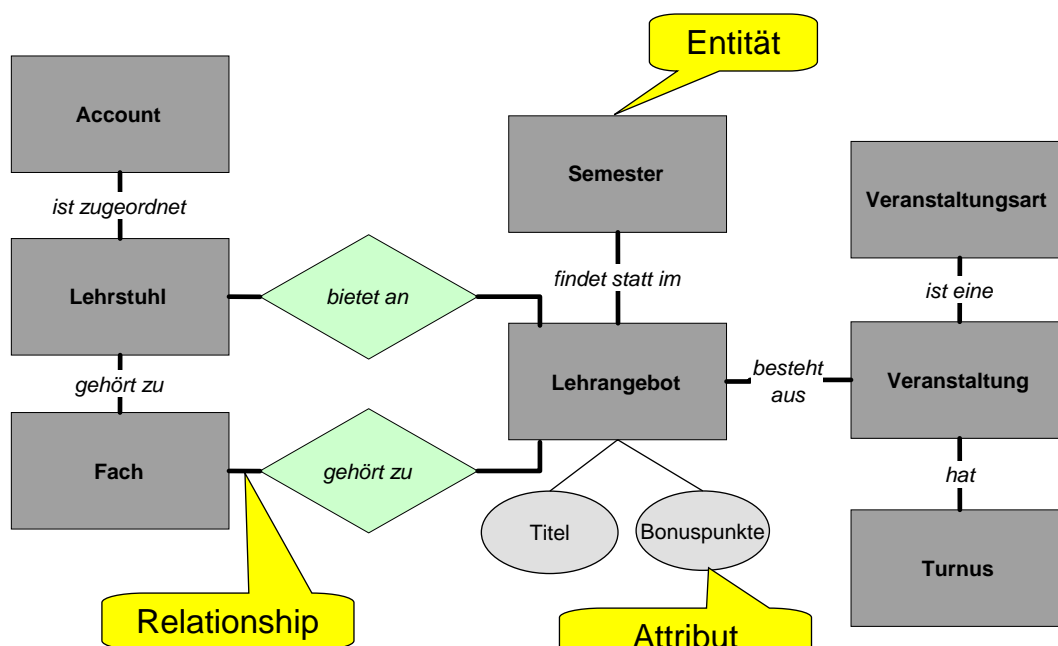 Entität
Account
Semester
Veranstaltungsart
ist zugeordnet
Lehrstuhl
bietet an
findet statt im
ist eine
gehört zu
Lehrangebot
besteht
aus
Veranstaltung
Fach
gehört zu
hat
Titel
Bonuspunkte
Turnus
Relationship
Attribut